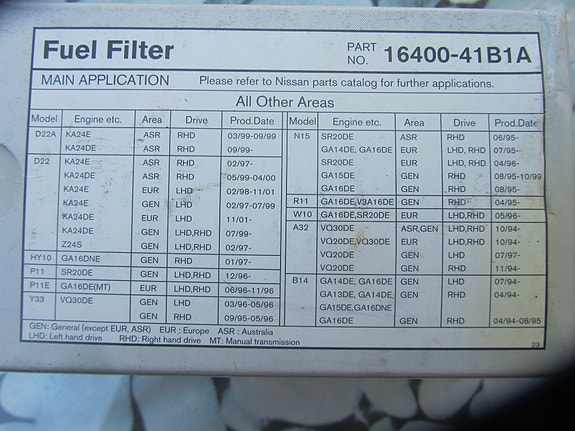 Fuel Filter PART NO. 16400-41B1A
MAIN APPLICATION Please refer to Nissan parts catalog for further applications.
All Other Areas
Model Engine etc. Area Drive Prod.Date
D22A KA24E ASR RHD 03/99-09/99
KA24DE ASR RHD 09/99-
D22 KA24E ASR RHD 02/97-
KA24DE ASR RHD 05/99-04/00
KA24E EUR LHD 02/98-11/01
KA24E GEN LHD 02/97-07/99
KA24DE EUR LHD 11/01-
KA24DE GEN LHD,RHD 07/99-
Z24S GEN LHD,RHD 02/97-
HY10 GA16DNE GEN RHD 01/97-
P11 SR20DE GEN LHD,RHD 12/96-
P11E GA16DE(MT) EUR LHD,RHD 06/96-11/96
Y33 VQ30DE GEN LHD 03/96-05/96
GEN RHD 09/95-05/96
Model Engine etc. Area Drive Prod.Date
N15 SR20DE ASR RHD 06/95-
GA14DE, GA16DE EUR LHD, RHD 07/95-
SR20DE EUR LHD, RHD 04/96-
GA15DE GEN RHD 08/95-10/99
GA16DE GEN RHD 08/95-
R11 GA16DE,V3A16DE GEN RHD 04/95-
W10 GA16DE,SR20DE EUR LHD,RHD 05/96-
A32 VQ30DE ASR,GEN LHD,RHD 10/94-
VQ20DE,VQ30DE EUR LHD,RHD 10/94-
VQ20DE GEN LHD 07/97-
VQ20DE GEN RHD 11/94-
B14 GA14DE, GA16DE GEN LHD 07/94-
GA13DE, GA14DE GEN RHD 04/94-
GA15DE,GA16DNE
GA16DE GEN RHD 04/94-08/95
GEN: General (except EUR, ASR) EUR : Europe ASR : Australia
LHD: Left hand drive RHD: Right hand drive MT: Manual transmission
23